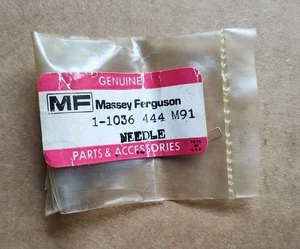 GENUINE
MF Massey Ferguson
1-1036 444 M91
NEEDLE
PARTS & ACCESSORIES